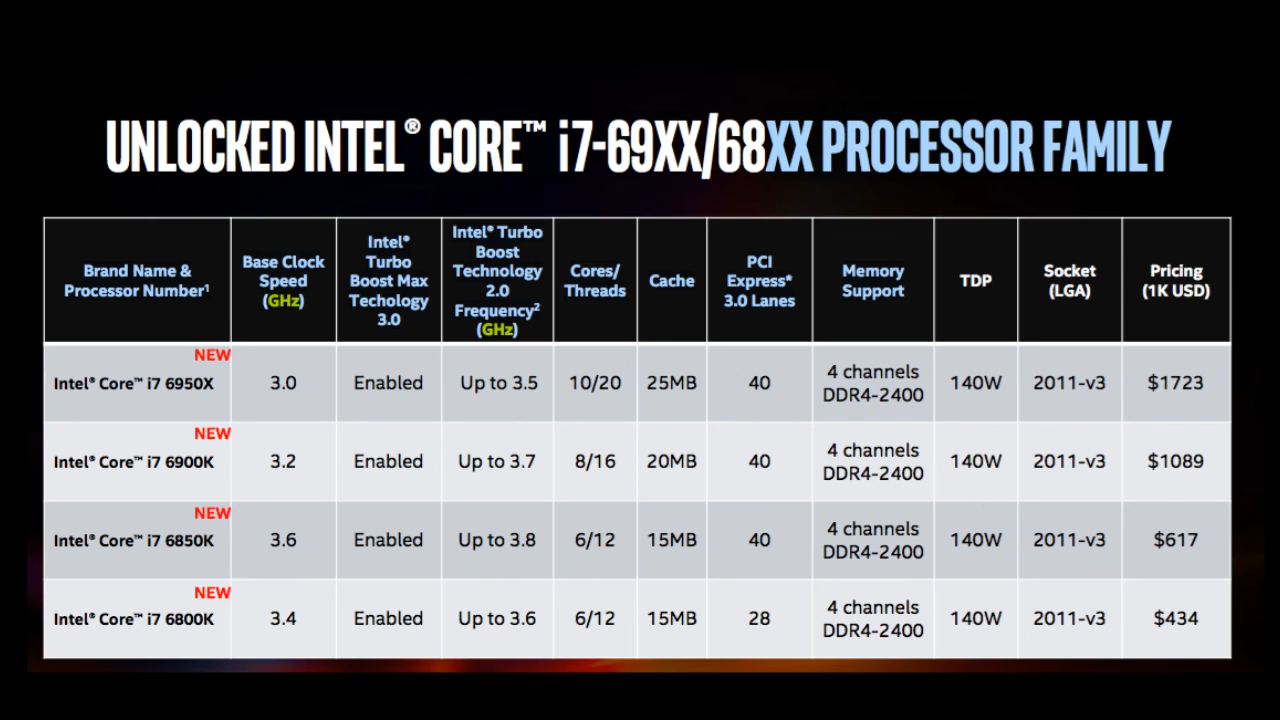 UNLOCKED INTEL® CORE™ i7-69XX/68XX PROCESSOR FAMILY
Brand Name &
Processor Number¹
Base Clock
Speed
(GHz)
Intel®
Turbo
Boost Max
Techology
3.0
Intel® Turbo
Boost
Technology
2.0
Frequency²
(GHz)
Cores/
Threads
Cache
PCI
Express*
3.0 Lanes
Memory
Support
TDP
Socket
(LGA)
Pricing
(1K USD)
NEW
Intel® Core™ i7 6950X
3.0
Enabled
Up to 3.5
10/20
25MB
40
4 channels
DDR4-2400
140W
2011-v3
$1723
NEW
Intel® Core™ i7 6900K
3.2
Enabled
Up to 3.7
8/16
20MB
40
4 channels
DDR4-2400
140W
2011-v3
$1089
NEW
Intel® Core™ i7 6850K
3.6
Enabled
Up to 3.8
6/12
15MB
40
4 channels
DDR4-2400
140W
2011-v3
$617
NEW
Intel® Core™ i7 6800K
3.4
Enabled
Up to 3.6
6/12
15MB
28
4 channels
DDR4-2400
140W
2011-v3
$434